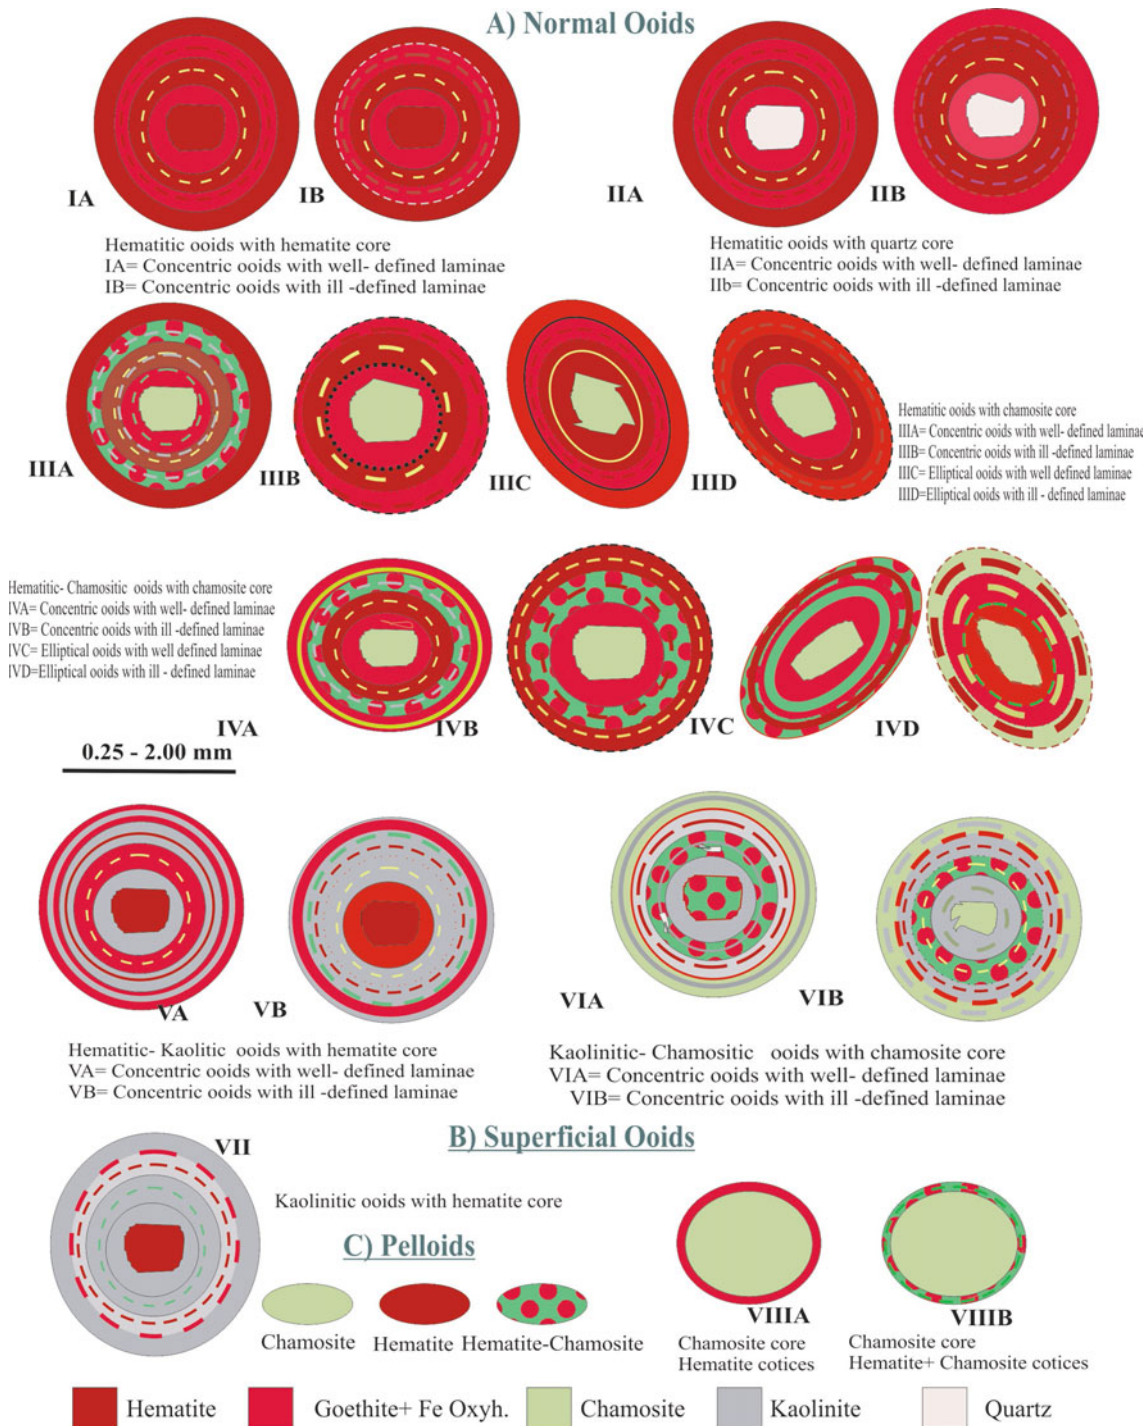 A) Normal Ooids
IA
IB
IIA
IIB
Hematitic ooids with hematite core
IA= Concentric ooids with well- defined laminae
IB= Concentric ooids with ill -defined laminae
Hematitic ooids with quartz core
IIA= Concentric ooids with well- defined laminae
IIb= Concentric ooids with ill -defined laminae
IIIA
IIIB
IIIC
IIID
Hematitic ooids with chamosite core
IIIA= Concentric ooids with well- defined laminae
IIIB= Concentric ooids with ill -defined laminae
IIIC= Elliptical ooids with well defined laminae
IIID=Elliptical ooids with ill - defined laminae
Hematitic- Chamositic ooids with chamosite core
IVA= Concentric ooids with well- defined laminae
IVB= Concentric ooids with ill -defined laminae
IVC= Elliptical ooids with well defined laminae
IVD=Elliptical ooids with ill - defined laminae
IVA
IVB
IVC
IVD
0.25 - 2.00 mm
VA
VB
VIA
VIB
Hematitic- Kaolitic ooids with hematite core
VA= Concentric ooids with well- defined laminae
VB= Concentric ooids with ill -defined laminae
Kaolinitic- Chamositic ooids with chamosite core
VIA= Concentric ooids with well- defined laminae
VIB= Concentric ooids with ill -defined laminae
VII
B) Superficial Ooids
Kaolinitic ooids with hematite core
C) Pelloids
Chamosite
Hematite
Hematite-Chamosite
VIIIA
Chamosite core
Hematite cotices
VIIIB
Chamosite core
Hematite+ Chamosite cotices
Hematite
Goethite+ Fe Oxyh.
Chamosite
Kaolinite
Quartz